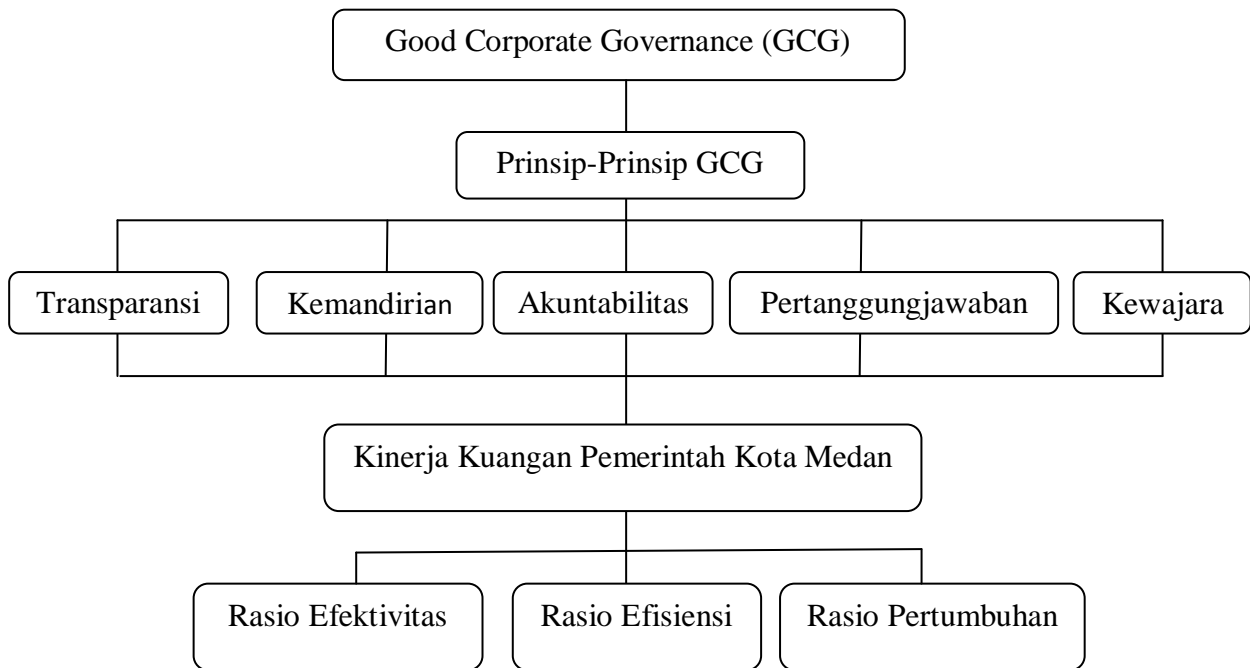 Good Corporate Governance (GCG)
Prinsip-Prinsip GCG
Transparansi
Kemandirian
Akuntabilitas
Pertanggungjawaban
Kewajara
Kinerja Kuangan Pemerintah Kota Medan
Rasio Efektivitas
Rasio Efisiensi
Rasio Pertumbuhan